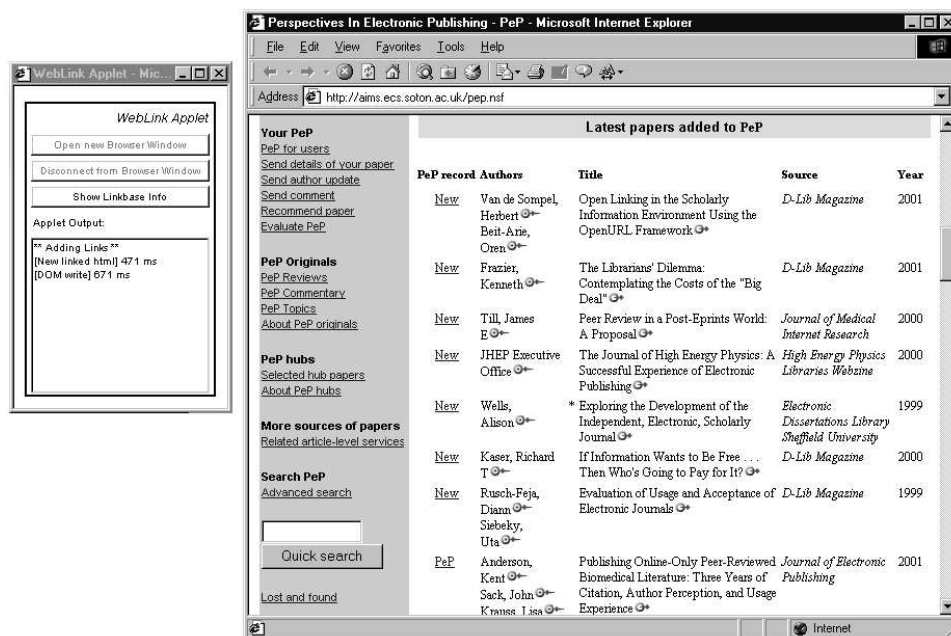 WebLink Applet - Mic...
WebLink Applet
Open new Browser Window
Disconnect from Browser Window
Show Linkbase Info
Applet Output:
** Adding Links **
[New linked html] 471 ms
[DOM write] 671 ms
Perspectives In Electronic Publishing - PeP - Microsoft Internet Explorer
File Edit View Favorites Tools Help
Address http://aims.ecs.soton.ac.uk/pep.nsf
Your PeP
PeP for users
Send details of your paper
Send author update
Send comment
Recommend paper
Evaluate PeP
PeP Originals
PeP Reviews
PeP Commentary
PeP Topics
About PeP originals
PeP hubs
Selected hub papers
About PeP hubs
More sources of papers
Related article-level services
Search PeP
Advanced search
Quick search
Lost and found
Latest papers added to PeP
PeP record Authors Title Source Year
New Van de Sompel, Open Linking in the Scholarly D-Lib Magazine 2001
Herbert Information Environment Using the
Beit-Arie, OpenURL Framework
Oren
New Frazier, The Librarians' Dilemma: D-Lib Magazine 2001
Kenneth Contemplating the Costs of the "Big
Deal"
New Till, James Peer Review in a Post-Eprints World: Journal of Medical 2000
E A Proposal Internet Research
New JHEP Executive The Journal of High Energy Physics: A High Energy Physics 2000
Office Successful Experience of Electronic Libraries Webzine
Publishing
New Wells, * Exploring the Development of the Electronic 1999
Alison Independent, Electronic, Scholarly Dissertations Library
Journal Sheffield University
New Kaser, Richard If Information Wants to Be Free . . . D-Lib Magazine 2000
T Then Who's Going to Pay for It?
New Rusch-Feja, Evaluation of Usage and Acceptance of D-Lib Magazine 1999
Diann Electronic Journals
Siebeky,
Uta
PeP Anderson, Publishing Online-Only Peer-Reviewed Journal of Electronic 2001
Kent Biomedical Literature: Three Years of Publishing
Sack, John Citation, Author Perception, and Usage
Krauss, Lisa Experience
Internet